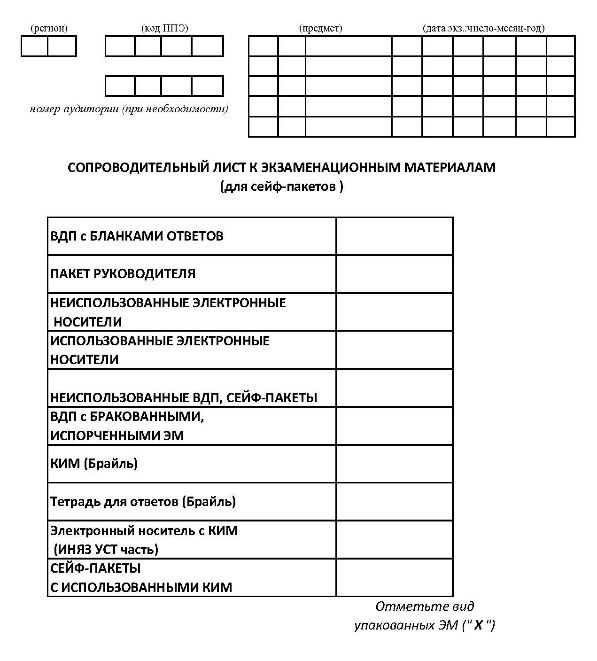 (регион) (код ППЭ) (предмет) (дата экз.:число-месяц-год)
номер аудитории (при необходимости)
СОПРОВОДИТЕЛЬНЫЙ ЛИСТ К ЭКЗАМЕНАЦИОННЫМ МАТЕРИАЛАМ
(для сейф-пакетов )
ВДП с БЛАНКАМИ ОТВЕТОВ
ПАКЕТ РУКОВОДИТЕЛЯ
НЕИСПОЛЬЗОВАННЫЕ ЭЛЕКТРОННЫЕ
НОСИТЕЛИ
ИСПОЛЬЗОВАННЫЕ ЭЛЕКТРОННЫЕ
НОСИТЕЛИ
НЕИСПОЛЬЗОВАННЫЕ ВДП, СЕЙФ-ПАКЕТЫ
ВДП с БРАКОВАННЫМИ,
ИСПОРЧЕННЫМИ ЭМ
КИМ (Брайль)
Тетрадь для ответов (Брайль)
Электронный носитель с КИМ
(ИНЯЗ УСТ часть)
СЕЙФ-ПАКЕТЫ
С ИСПОЛЬЗОВАННЫМИ КИМ
Отметьте вид
упакованных ЭМ (" Х ")